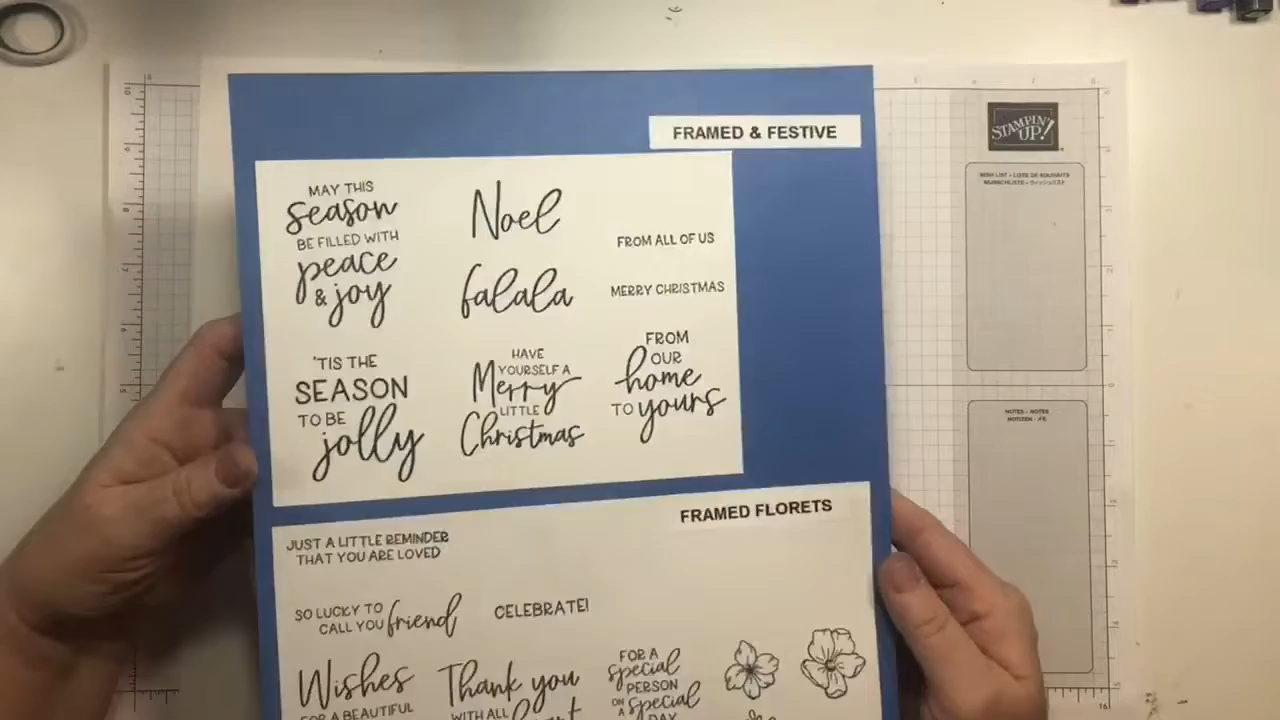 STAMPIN' UP!
FRAMED & FESTIVE
MAY THIS
season
BE FILLED WITH
peace
& joy
Noel
falala
FROM ALL OF US
MERRY CHRISTMAS
'TIS THE
SEASON
TO BE
jolly
HAVE
YOURSELF A
Merry
LITTLE
Christmas
FROM
OUR
home
TO yours
FRAMED FLORETS
JUST A LITTLE REMINDER
THAT YOU ARE LOVED
SO LUCKY TO
CALL YOU friend
CELEBRATE!
Wishes
FOR A BEAUTIFUL
Thank you
WITH ALL
FOR A
special
PERSON
ON
A special
DAY